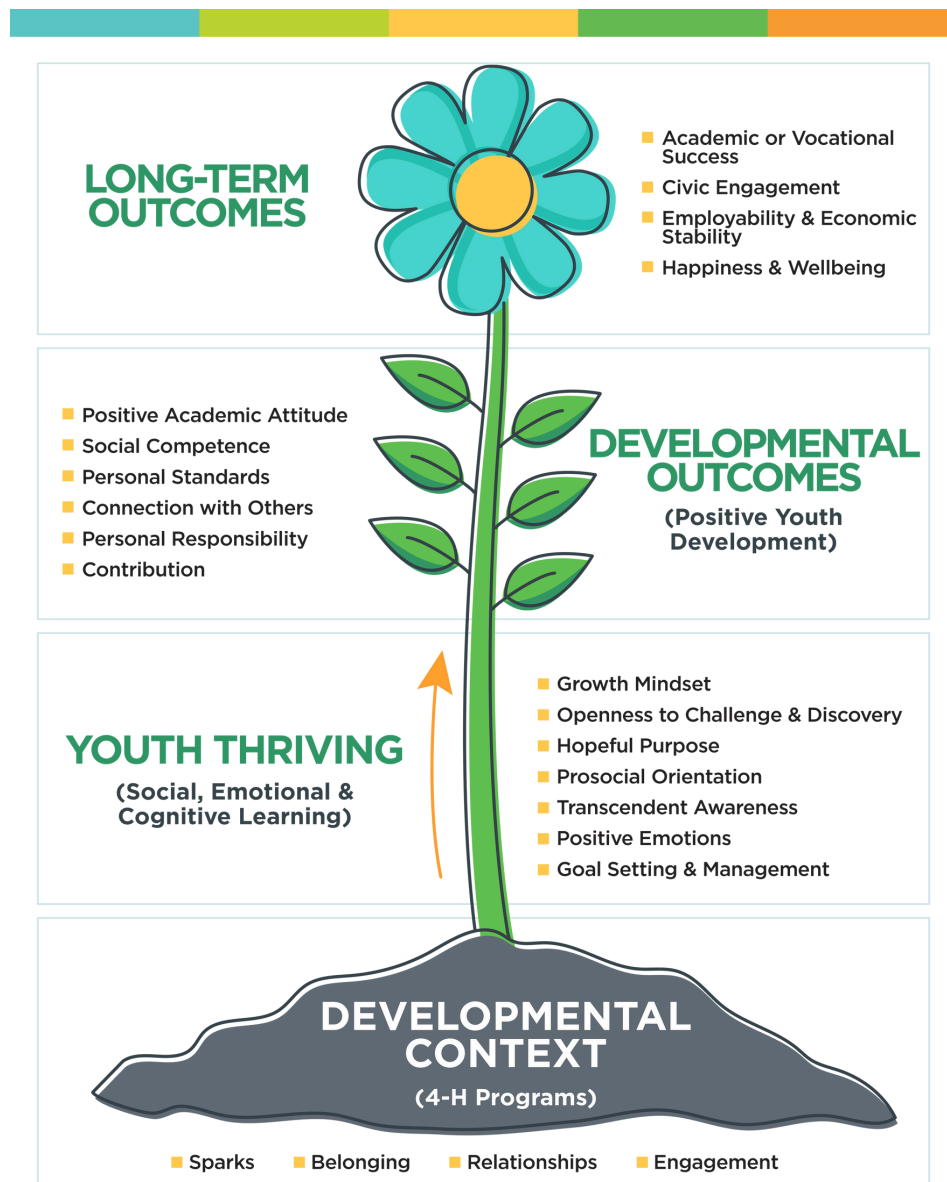 LONG-TERM
OUTCOMES
Academic or Vocational
Success
Civic Engagement
Employability & Economic
Stability
Happiness & Wellbeing
Positive Academic Attitude
Social Competence
Personal Standards
Connection with Others
Personal Responsibility
Contribution
DEVELOPMENTAL
OUTCOMES
(Positive Youth
Development)
YOUTH THRIVING
(Social, Emotional &
Cognitive Learning)
Growth Mindset
Openness to Challenge & Discovery
Hopeful Purpose
Prosocial Orientation
Transcendent Awareness
Positive Emotions
Goal Setting & Management
DEVELOPMENTAL
CONTEXT
(4-H Programs)
Sparks Belonging Relationships Engagement